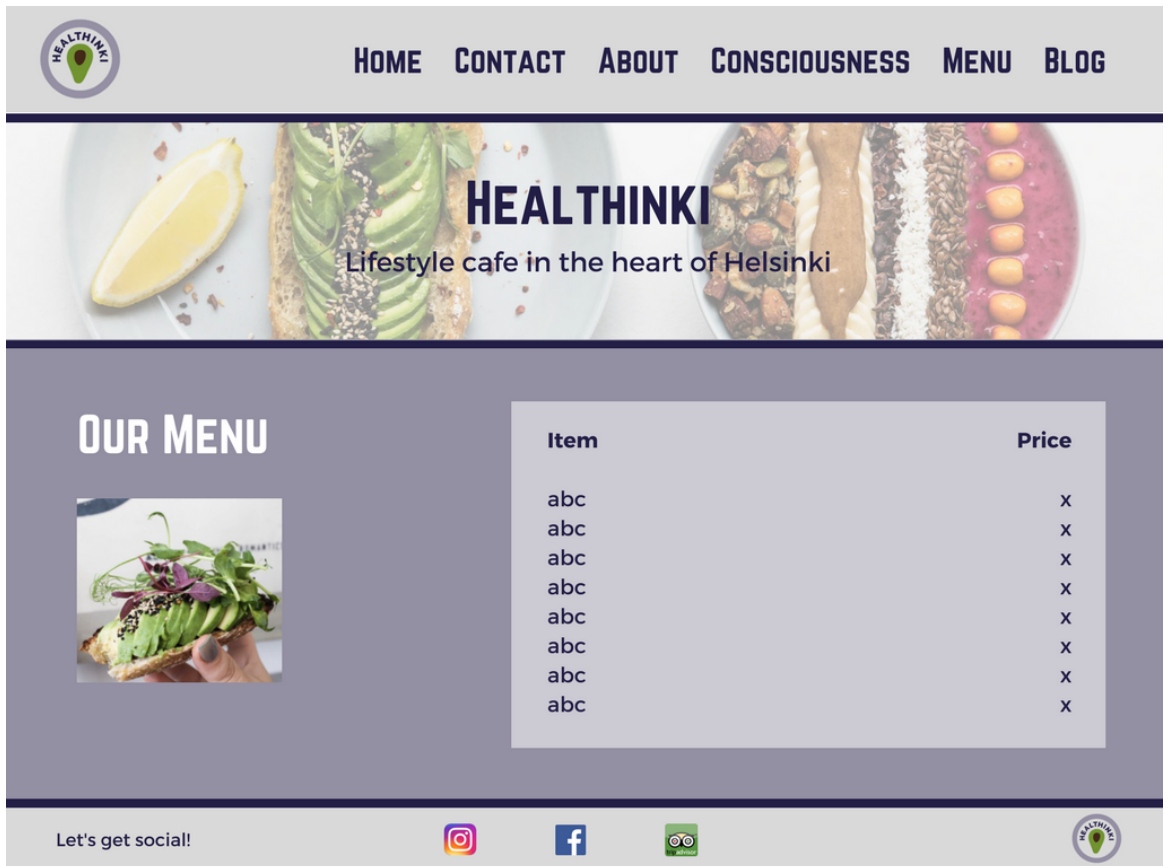 HEALTHINKI
HOME CONTACT ABOUT CONSCIOUSNESS MENU BLOG
HEALTHINKI
Lifestyle cafe in the heart of Helsinki
OUR MENU
Item Price
abc x
abc x
abc x
abc x
abc x
abc x
abc x
abc x
Let's get social!
HEALTHINKI